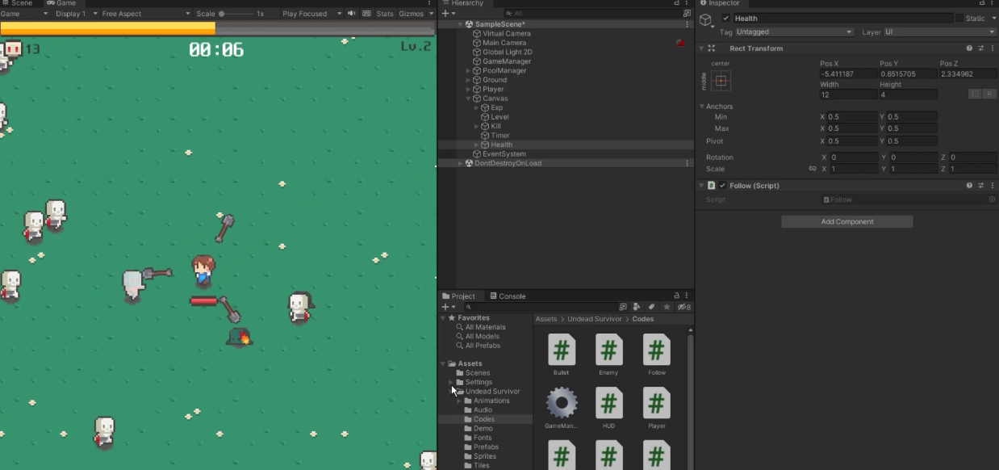 Scene Game
Game Display 1 Free Aspect Scale 1x Play Focused Stats Gizmos
13
00:06
Lv.2
Hierarchy
All
SampleScene*
Virtual Camera
Main Camera
Global Light 2D
GameManager
PoolManager
Ground
Player
Canvas
Exp
Level
Kill
Timer
Health
EventSystem
DontDestroyOnLoad
Project Console
8
Favorites
All Materials
All Models
All Prefabs
Assets
Scenes
Settings
Undead Survivor
Animations
Audio
Codes
Demo
Fonts
Prefabs
Sprites
Tiles
Assets > Undead Survivor > Codes
Bullet Enemy Follow
GameMan... HUD Player
Inspector
Health Static
Tag Untagged Layer UI
Rect Transform
center
middle
Pos X Pos Y Pos Z
-5.411187 0.6515705 2.334962
Width Height
12 4
R
Anchors
Min X 0.5 Y 0.5
Max X 0.5 Y 0.5
Pivot X 0.5 Y 0.5
Rotation X 0 Y 0 Z 0
Scale X 1 Y 1 Z 1
# Follow (Script)
Script Follow
Add Component